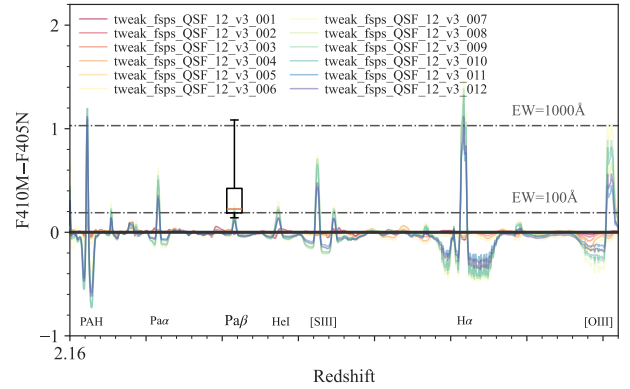 2
tweak_fsps_QSF_12_v3_001 tweak_fsps_QSF_12_v3_007
tweak_fsps_QSF_12_v3_002 tweak_fsps_QSF_12_v3_008
tweak_fsps_QSF_12_v3_003 tweak_fsps_QSF_12_v3_009
tweak_fsps_QSF_12_v3_004 tweak_fsps_QSF_12_v3_010
tweak_fsps_QSF_12_v3_005 tweak_fsps_QSF_12_v3_011
tweak_fsps_QSF_12_v3_006 tweak_fsps_QSF_12_v3_012
EW=1000Å
1
EW=100Å
0
F410M−F405N
PAH Paα Paβ HeI [SIII] Hα [OIII]
−1
2.16
Redshift